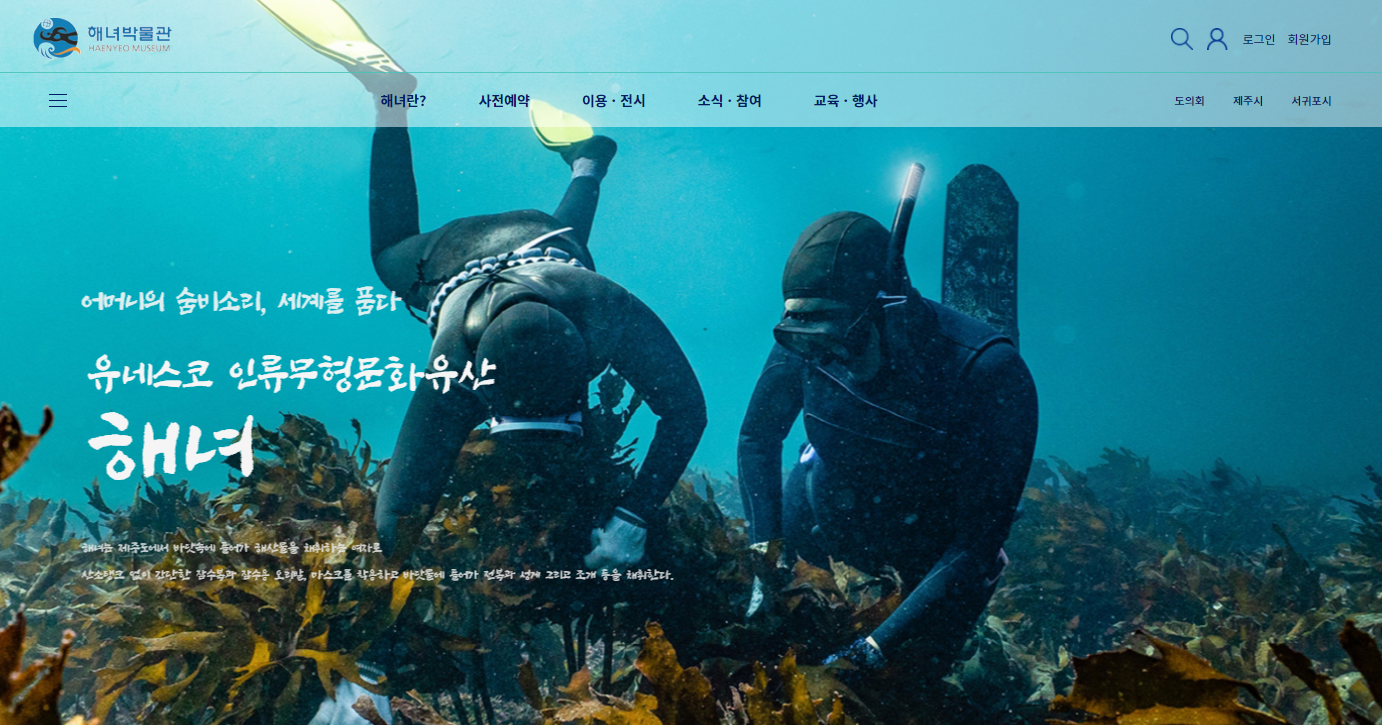 해녀박물관
HAENYEO MUSEUM
로그인 회원가입
해녀란? 사전예약 이용·전시 소식·참여 교육·행사
도의회 제주시 서귀포시
어머니의 숨비소리, 세계를 품다
유네스코 인류무형문화유산
해녀
해녀는 제주도에서 바닷속에 들어가 해산물을 채취하는 여자로
산소탱크 없이 간단한 잠수복과 잠수용 오리발, 마스크를 착용하고 바닷물에 들어가 전복과 성게 그리고 조개 등을 채취한다.